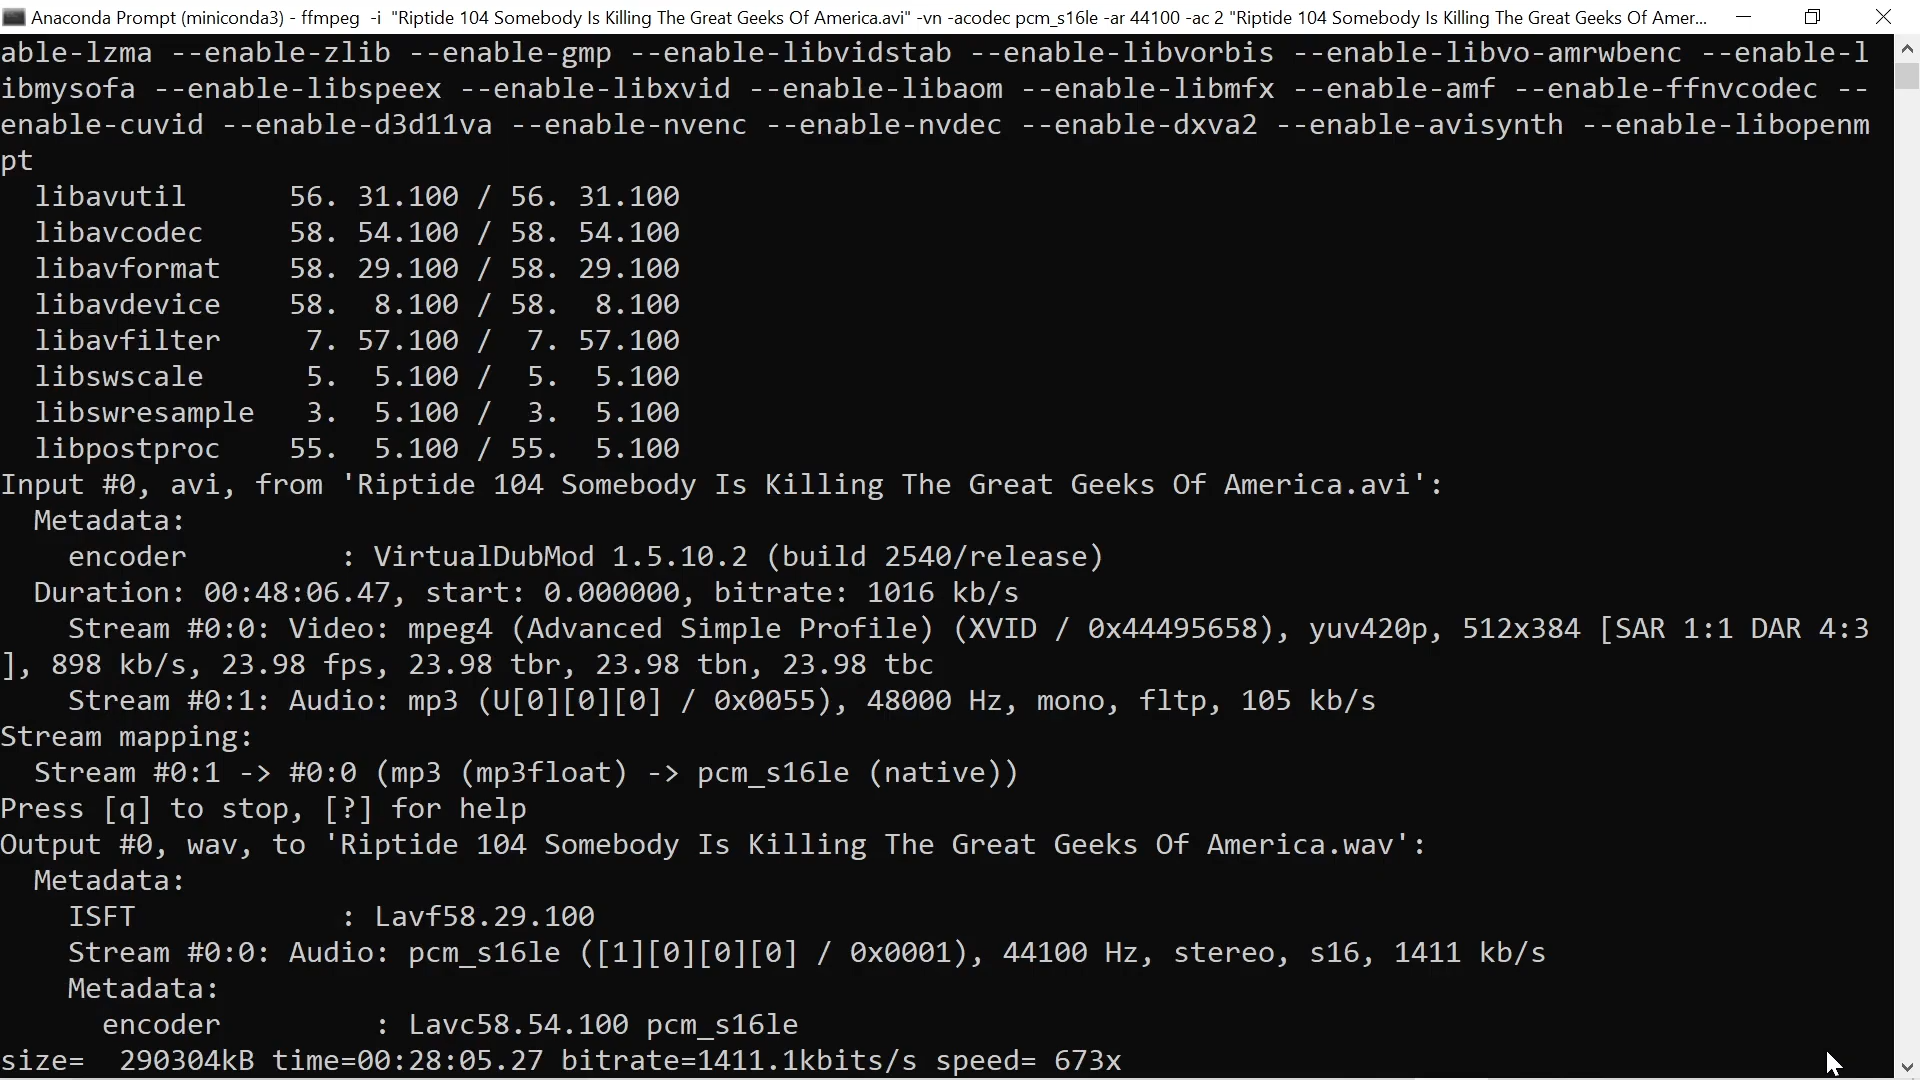 Anaconda Prompt (miniconda3) - ffmpeg  -i  "Riptide 104 Somebody Is Killing The Great Geeks Of America.avi" -vn -acodec pcm_s16le -ar 44100 -ac 2 "Riptide 104 Somebody Is Killing The Great Geeks Of Amer...
able-lzma --enable-zlib --enable-gmp --enable-libvidstab --enable-libvorbis --enable-libvo-amrwbenc --enable-l
ibmysofa --enable-libspeex --enable-libxvid --enable-libaom --enable-libmfx --enable-amf --enable-ffnvcodec --
enable-cuvid --enable-d3d11va --enable-nvenc --enable-nvdec --enable-dxva2 --enable-avisynth --enable-libopenm
pt
  libavutil      56. 31.100 / 56. 31.100
  libavcodec     58. 54.100 / 58. 54.100
  libavformat    58. 29.100 / 58. 29.100
  libavdevice    58.  8.100 / 58.  8.100
  libavfilter     7. 57.100 /  7. 57.100
  libswscale      5.  5.100 /  5.  5.100
  libswresample   3.  5.100 /  3.  5.100
  libpostproc    55.  5.100 / 55.  5.100
Input #0, avi, from 'Riptide 104 Somebody Is Killing The Great Geeks Of America.avi':
  Metadata:
    encoder         : VirtualDubMod 1.5.10.2 (build 2540/release)
  Duration: 00:48:06.47, start: 0.000000, bitrate: 1016 kb/s
    Stream #0:0: Video: mpeg4 (Advanced Simple Profile) (XVID / 0x44495658), yuv420p, 512x384 [SAR 1:1 DAR 4:3
], 898 kb/s, 23.98 fps, 23.98 tbr, 23.98 tbn, 23.98 tbc
    Stream #0:1: Audio: mp3 (U[0][0][0] / 0x0055), 48000 Hz, mono, fltp, 105 kb/s
Stream mapping:
  Stream #0:1 -> #0:0 (mp3 (mp3float) -> pcm_s16le (native))
Press [q] to stop, [?] for help
Output #0, wav, to 'Riptide 104 Somebody Is Killing The Great Geeks Of America.wav':
  Metadata:
    ISFT            : Lavf58.29.100
    Stream #0:0: Audio: pcm_s16le ([1][0][0][0] / 0x0001), 44100 Hz, stereo, s16, 1411 kb/s
    Metadata:
      encoder         : Lavc58.54.100 pcm_s16le
size=  290304kB time=00:28:05.27 bitrate=1411.1kbits/s speed= 673x